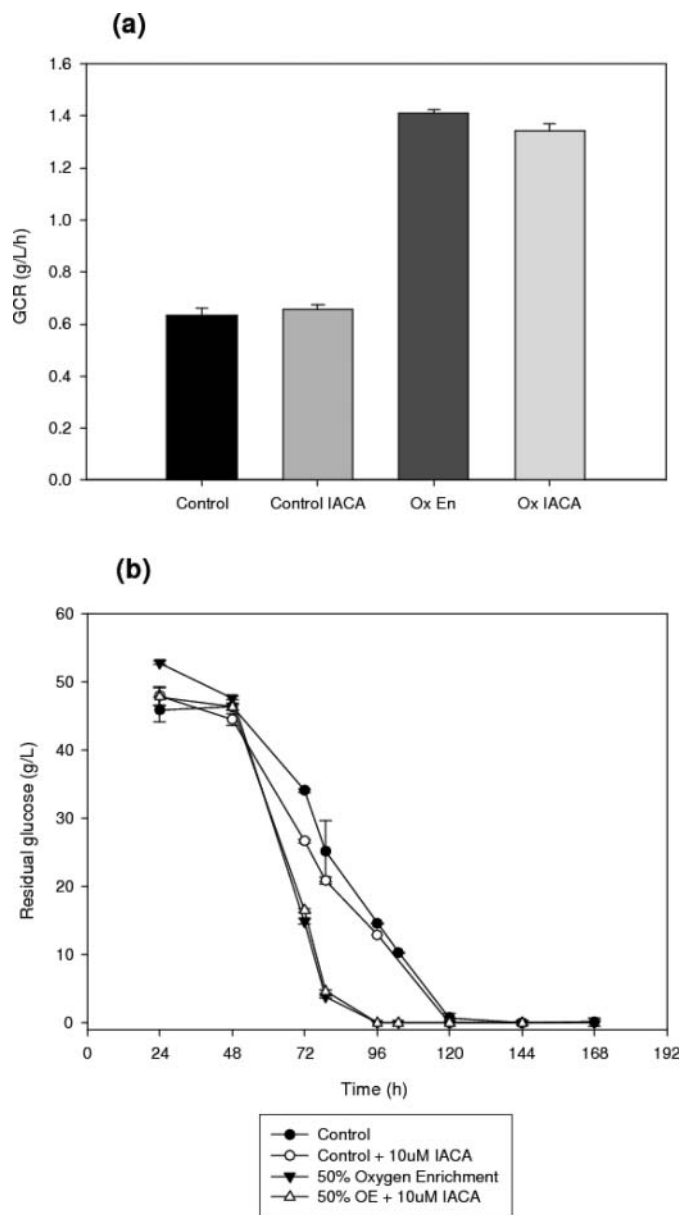 (a)
1.6
1.4
1.2
1.0
0.8
0.6
0.4
0.2
0.0
GCR (g/L/h)
Control Control IACA Ox En Ox IACA
(b)
60
50
40
30
20
10
0
Residual glucose (g/L)
0 24 48 72 96 120 144 168 192
Time (h)
Control
Control + 10uM IACA
50% Oxygen Enrichment
50% OE + 10uM IACA